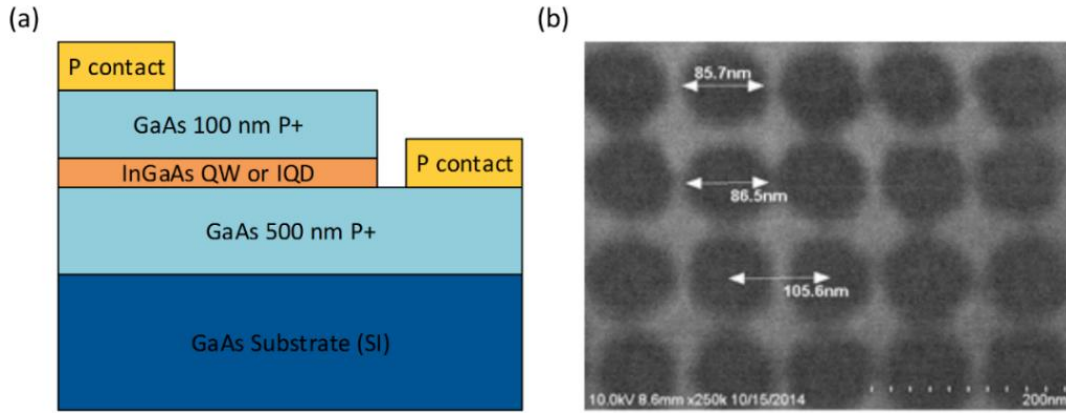 (a)
P contact
GaAs 100 nm P+
InGaAs QW or IQD
P contact
GaAs 500 nm P+
GaAs Substrate (SI)
(b)
85.7nm
86.5nm
105.6nm
10.0kV 8.6mm x250k 10/15/2014
200nm